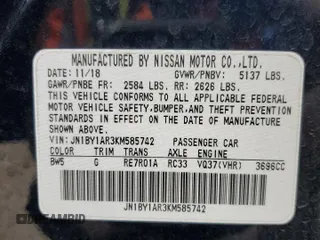 MANUFACTURED BY NISSAN MOTOR CO.,LTD.
DATE: 11/18 GVWR/PNBV: 5137 LBS.
GAWR/PNBE FR: 2584 LBS. RR: 2626 LBS.
THIS VEHICLE CONFORMS TO ALL APPLICABLE FEDERAL
MOTOR VEHICLE SAFETY,BUMPER,AND THEFT PREVENTION
STANDARDS IN EFFECT ON THE DATE OF MANUFACTURE
SHOWN ABOVE.
VIN:JN1BY1AR3KM585742 PASSENGER CAR
COLOR TRIM TRANS AXLE ENGINE
BW5 G RE7R01A RC33 VQ37(VHR) 3696CC
JN1BY1AR3KM585742